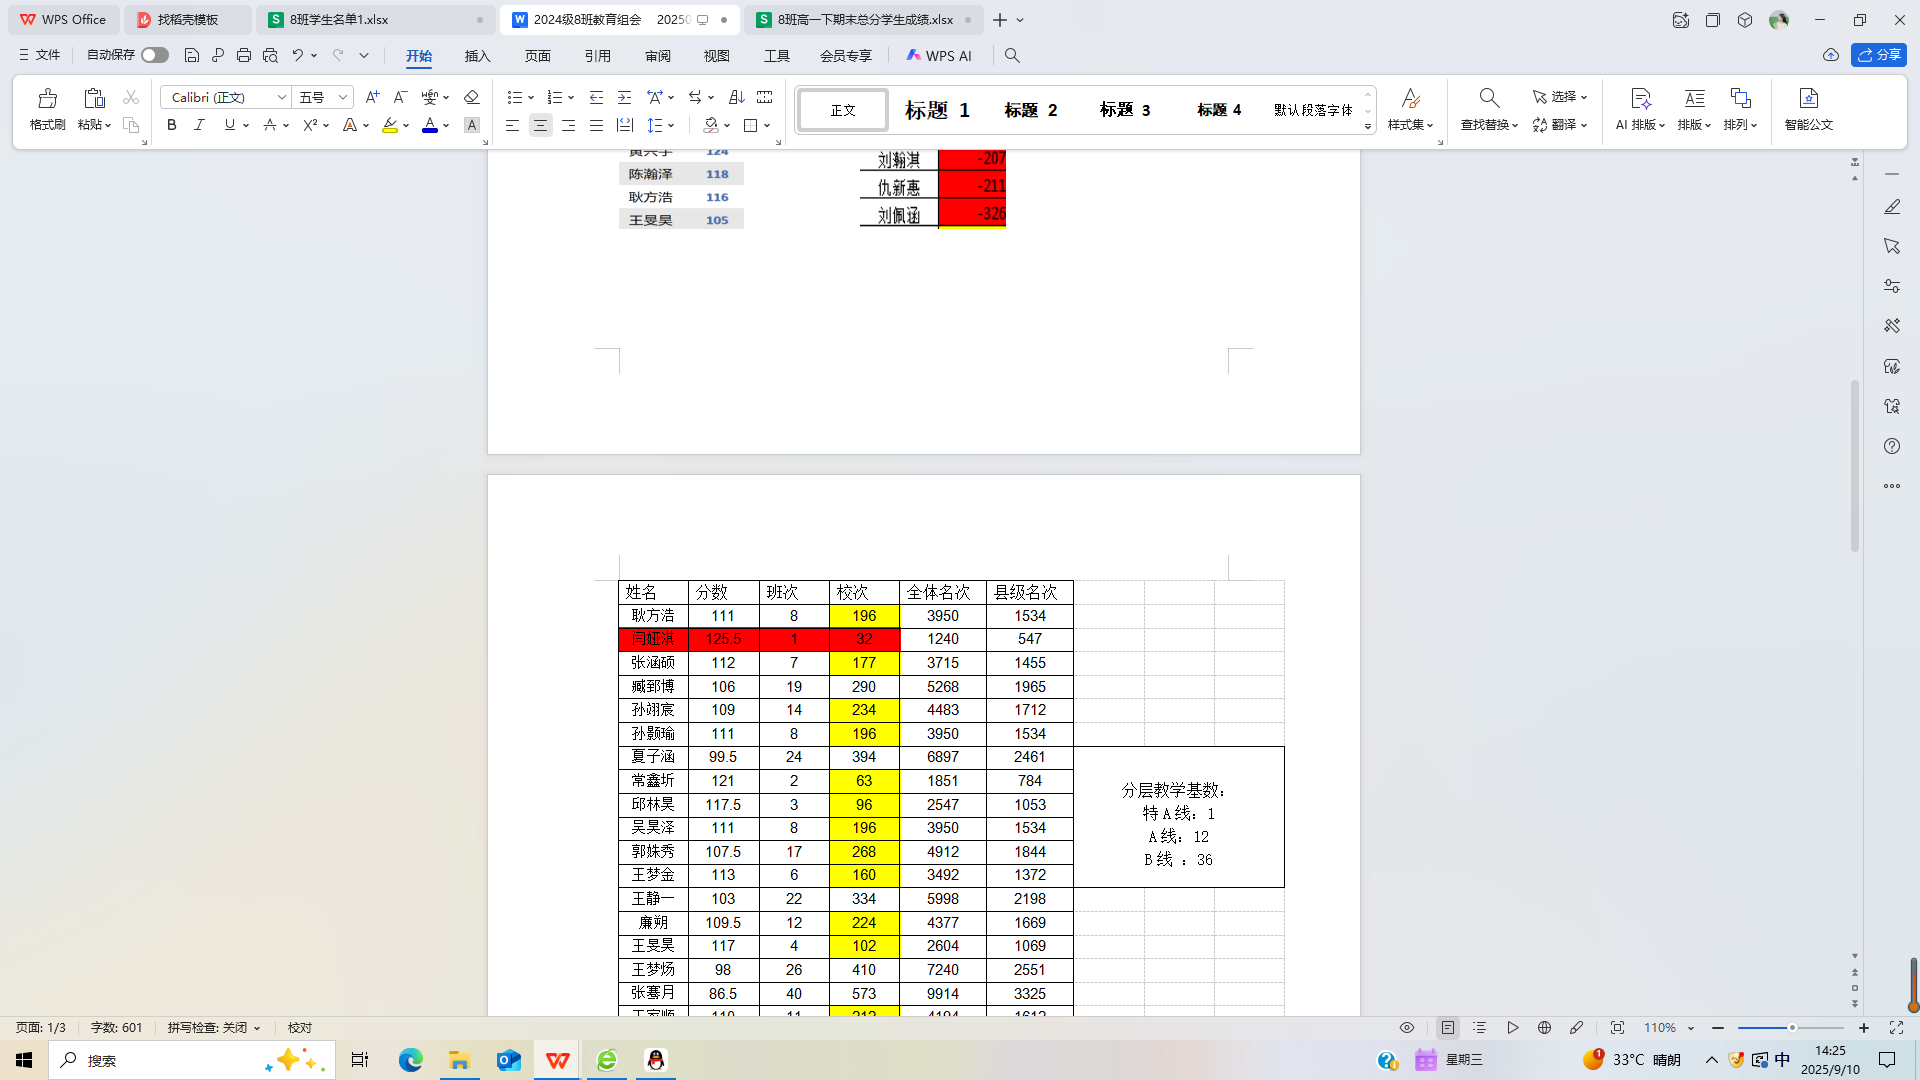 WPS Office 找稻壳模板 8班学生名单1.xlsx 2024级8班教育组会 2025 8班高一下期末总分学生成绩.xlsx
文件 自动保存 开始 插入 页面 引用 审阅 视图 工具 会员专享 WPS AI 分享
格式刷 粘贴 Calibri (正文) 五号 正文 标题 1 标题 2 标题 3 标题 4 默认段落字体 样式集 查找替换 选择 翻译 AI 排版 排版 排列 智能公文
124 刘瀚淇 -207
陈瀚泽 118 仇新惠 -211
耿方浩 116 刘佩涵 -326
王旻昊 105
姓名 分数 班次 校次 全体名次 县级名次
耿方浩 111 8 196 3950 1534
闫娅淇 125.5 1 32 1240 547
张涵硕 112 7 177 3715 1455
臧郅博 106 19 290 5268 1965
孙翊宸 109 14 234 4483 1712
孙颢瑜 111 8 196 3950 1534
夏子涵 99.5 24 394 6897 2461
常鑫圻 121 2 63 1851 784
邱林昊 117.5 3 96 2547 1053
吴昊泽 111 8 196 3950 1534
郭姝秀 107.5 17 268 4912 1844
王梦金 113 6 160 3492 1372
王静一 103 22 334 5998 2198
廉朔 109.5 12 224 4377 1669
王旻昊 117 4 102 2604 1069
王梦炀 98 26 410 7240 2551
张骞月 86.5 40 573 9914 3325
110 11 212 4194 1612
分层教学基数：
特A线：1
A线：12
B线 ：36
页面: 1/3 字数: 601 拼写检查: 关闭 校对 110%
搜索 星期三 1 33°C 晴朗 中 14:25
2025/9/10